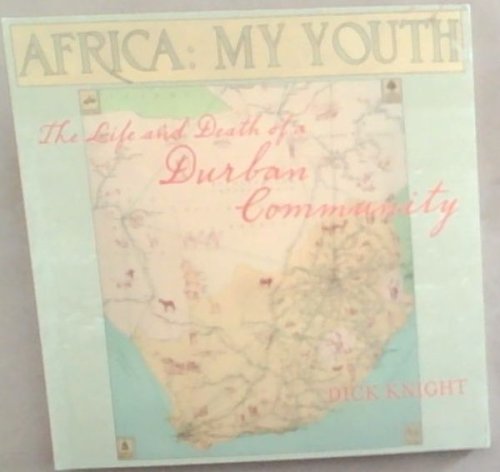 AFRICA: MY YOUTH
The Life and Death of a
Durban
Community
DICK KNIGHT